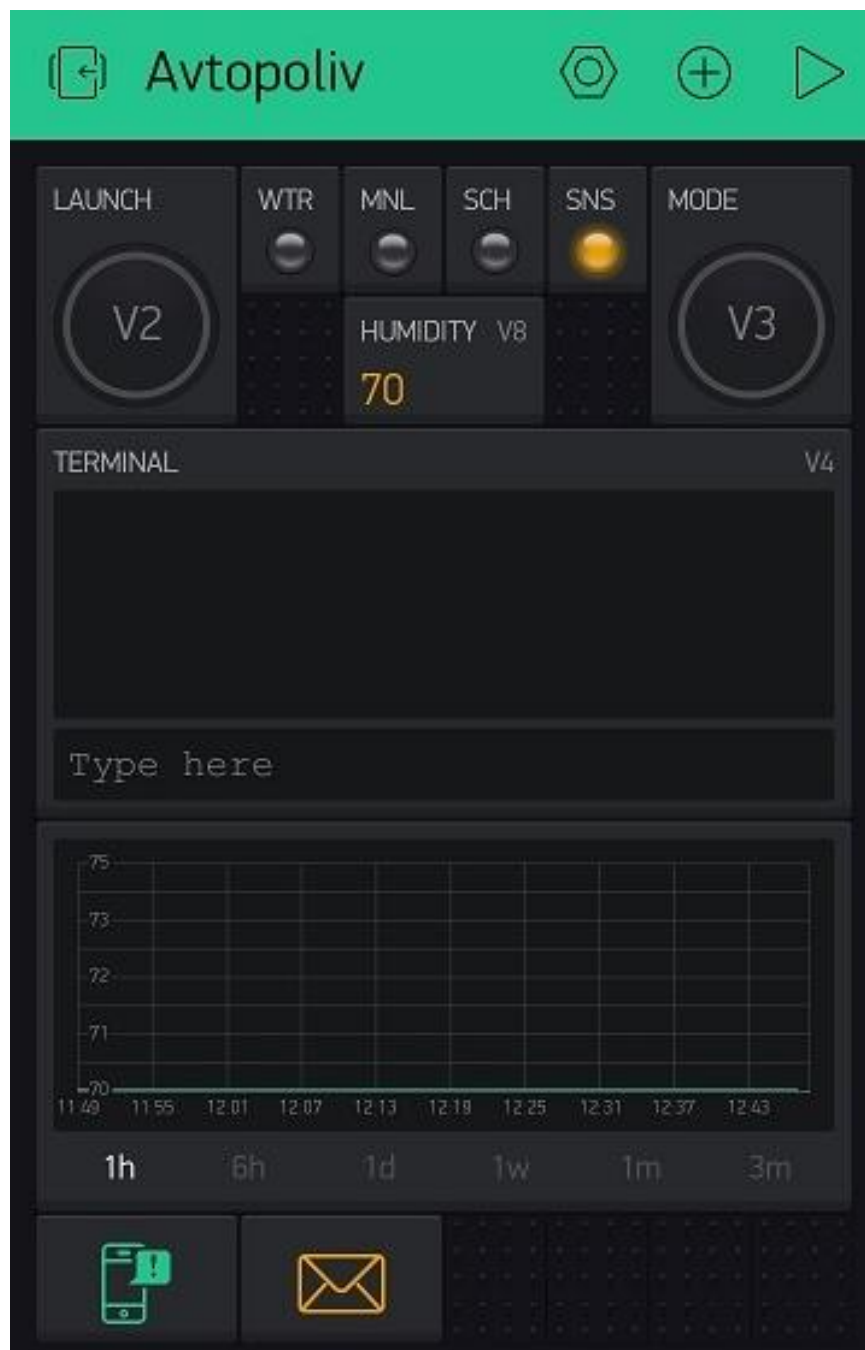 Avtopoliv
LAUNCH WTR MNL SCH SNS MODE
V2 V3
HUMIDITY V8
70
TERMINAL V4
Type here
75
73
72
71
70
11:49 11:55 12:01 12:07 12:13 12:19 12:25 12:31 12:37 12:43
1h 6h 1d 1w 1m 3m